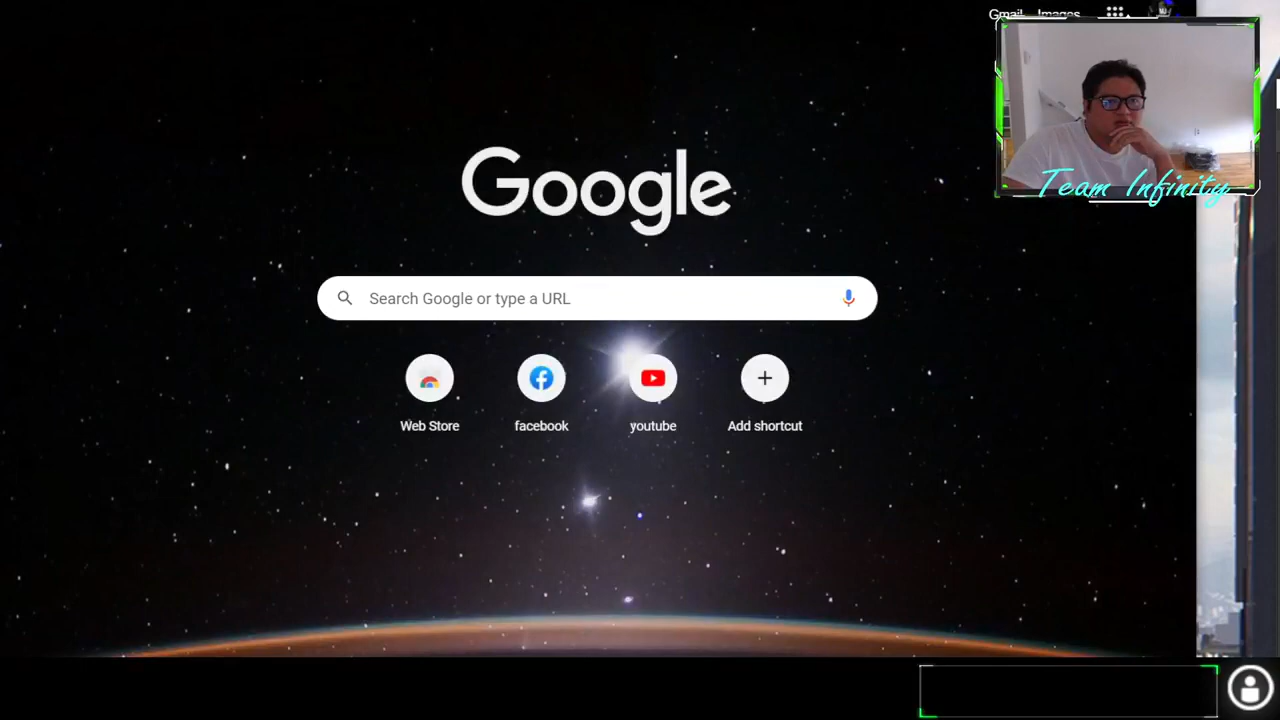 Gmail Images
Team Infinity
Google
Search Google or type a URL
Web Store facebook youtube Add shortcut